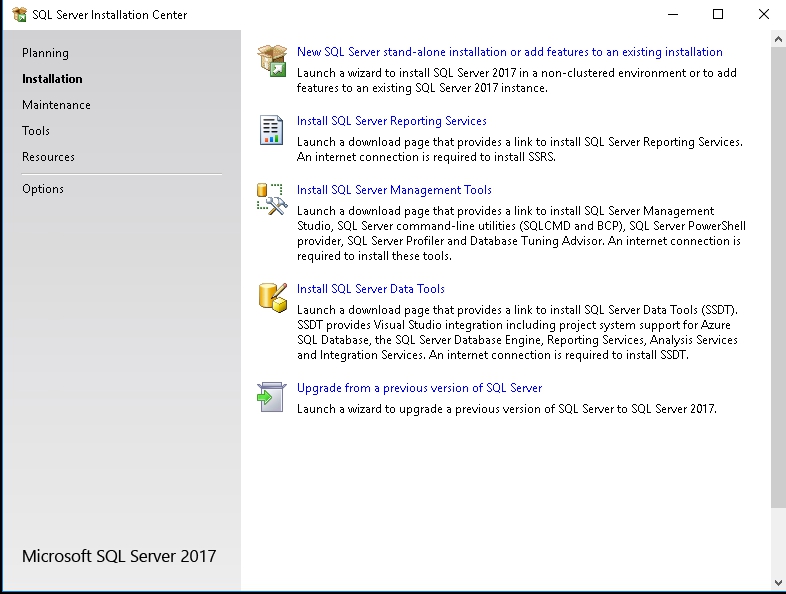 SQL Server Installation Center
Planning
Installation
Maintenance
Tools
Resources
Options
New SQL Server stand-alone installation or add features to an existing installation
Launch a wizard to install SQL Server 2017 in a non-clustered environment or to add
features to an existing SQL Server 2017 instance.
Install SQL Server Reporting Services
Launch a download page that provides a link to install SQL Server Reporting Services.
An internet connection is required to install SSRS.
Install SQL Server Management Tools
Launch a download page that provides a link to install SQL Server Management
Studio, SQL Server command-line utilities (SQLCMD and BCP), SQL Server PowerShell
provider, SQL Server Profiler and Database Tuning Advisor. An internet connection is
required to install these tools.
Install SQL Server Data Tools
Launch a download page that provides a link to install SQL Server Data Tools (SSDT).
SSDT provides Visual Studio integration including project system support for Azure
SQL Database, the SQL Server Database Engine, Reporting Services, Analysis Services
and Integration Services. An internet connection is required to install SSDT.
Upgrade from a previous version of SQL Server
Launch a wizard to upgrade a previous version of SQL Server to SQL Server 2017.
Microsoft SQL Server 2017